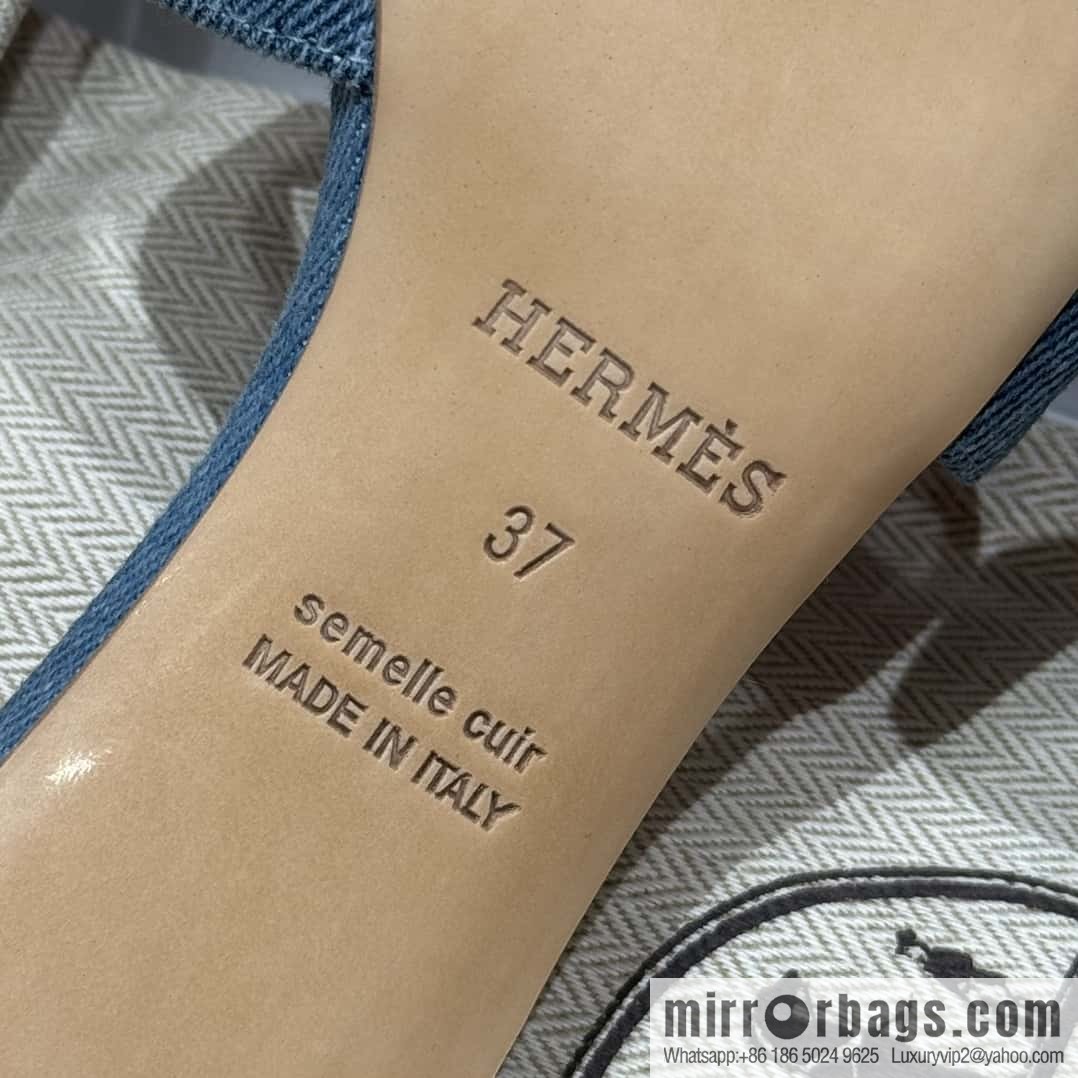 HERMÈS
37
semelle cuir
MADE IN ITALY
mirrorbags.com
Whatsapp:+86 186 5024 9625 Luxuryvip2@yahoo.com